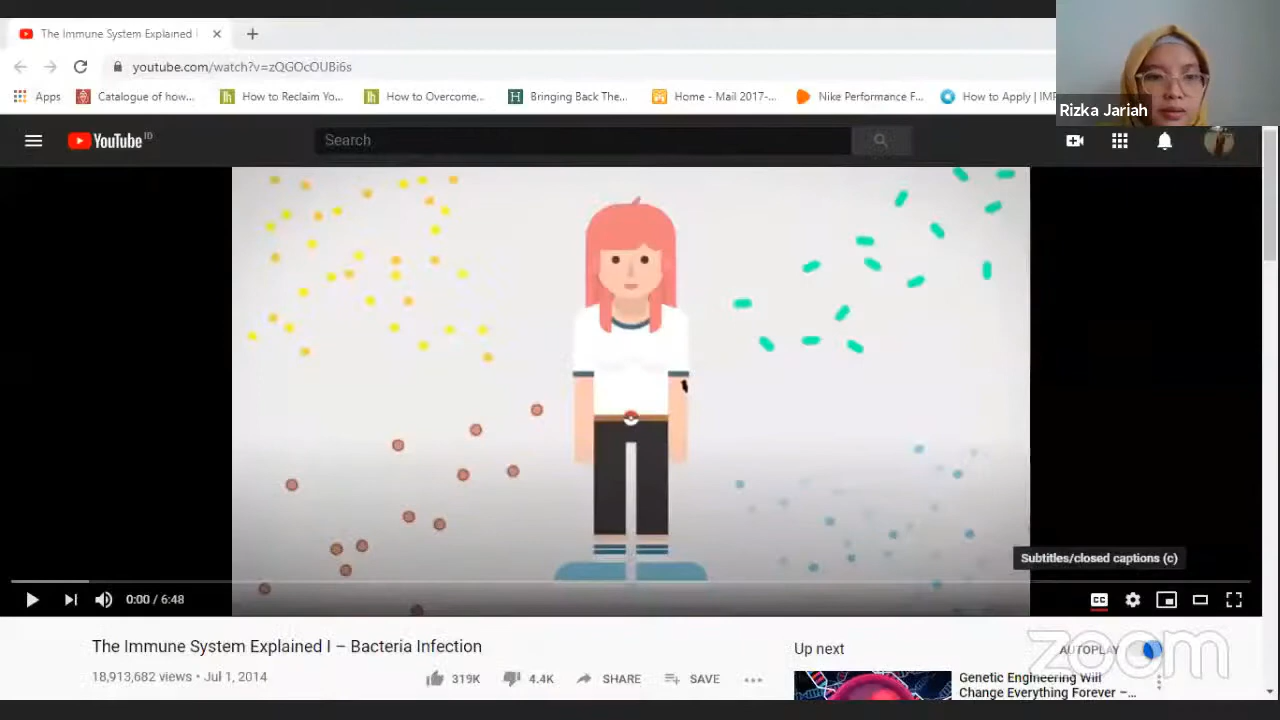 The Immune System Explained I
youtube.com/watch?v=zQGOcOUBi6s
Apps
Catalogue of how...
How to Reclaim Yo...
How to Overcome...
Bringing Back The...
Home - Mail 2017-...
Nike Performance F...
How to Apply | IMP
Rizka Jariah
YouTube ID
Search
Subtitles/closed captions (c)
0:00 / 6:48
CC
The Immune System Explained I – Bacteria Infection
18,913,682 views • Jul 1, 2014
319K
4.4K
SHARE
SAVE
Up next
AUTOPLAY
zoom
Genetic Engineering Will
Change Everything Forever –...